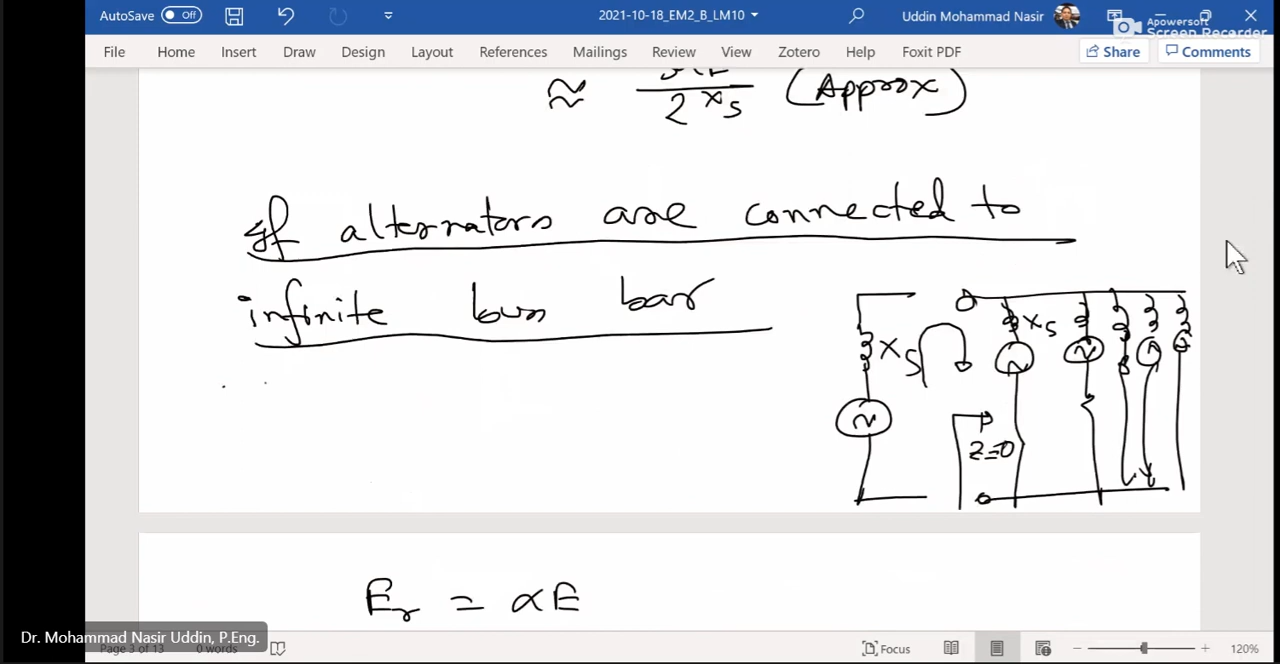 AutoSave Off 2021-10-18_EM2_B_LM10 Uddin Mohammad Nasir
Apowersoft
Screen Recorder
File Home Insert Draw Design Layout References Mailings Review View Zotero Help Foxit PDF Share Comments
≈ 2 Xs (Approx)
If alternators are connected to
infinite bus bar
Xs Xs
Z=0
Er = αE
Dr. Mohammad Nasir Uddin, P.Eng.
Page 3 of 13 0 words Focus 120%